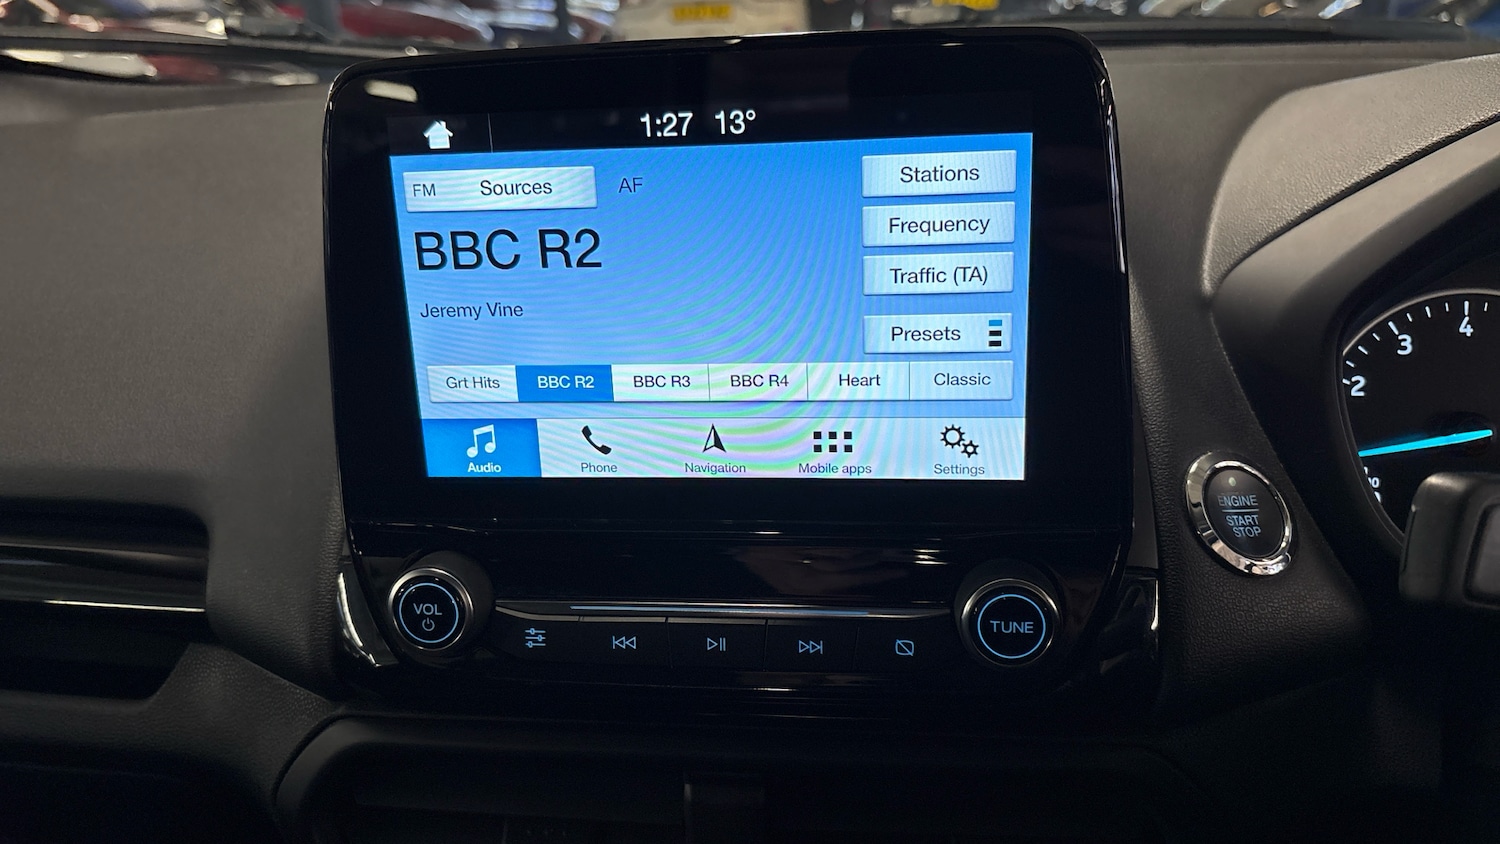 1:27 13°
FM Sources AF
Stations
Frequency
BBC R2
Traffic (TA)
Jeremy Vine
Presets
Grt Hits BBC R2 BBC R3 BBC R4 Heart Classic
Audio Phone Navigation Mobile apps Settings
VOL
TUNE
ENGINE
START
STOP
2 3 4